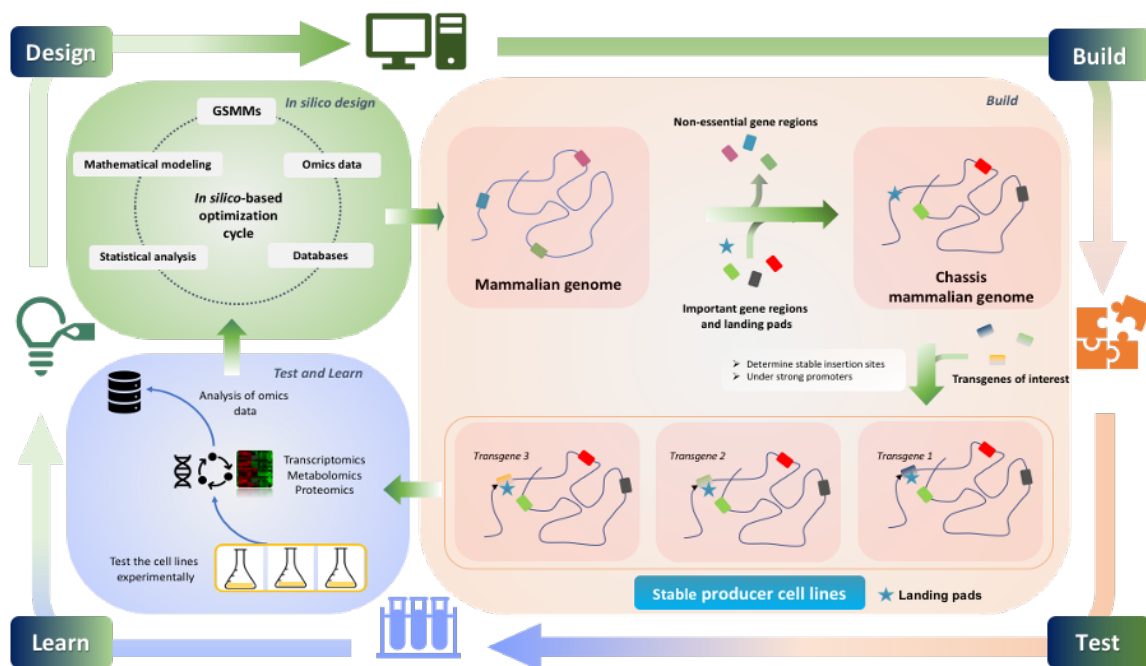 Design
Build
In silico design
GSMMs
Mathematical modeling
Omics data
In silico-based
optimization
cycle
Statistical analysis
Databases
Build
Non-essential gene regions
Mammalian genome
Important gene regions
and landing pads
Chassis
mammalian genome
➢ Determine stable insertion sites
➢ Under strong promoters
Transgenes of interest
Transgene 3
Transgene 2
Transgene 1
Stable producer cell lines
Landing pads
Test and Learn
Analysis of omics
data
Transcriptomics
Metabolomics
Proteomics
Test the cell lines
experimentally
Learn
Test